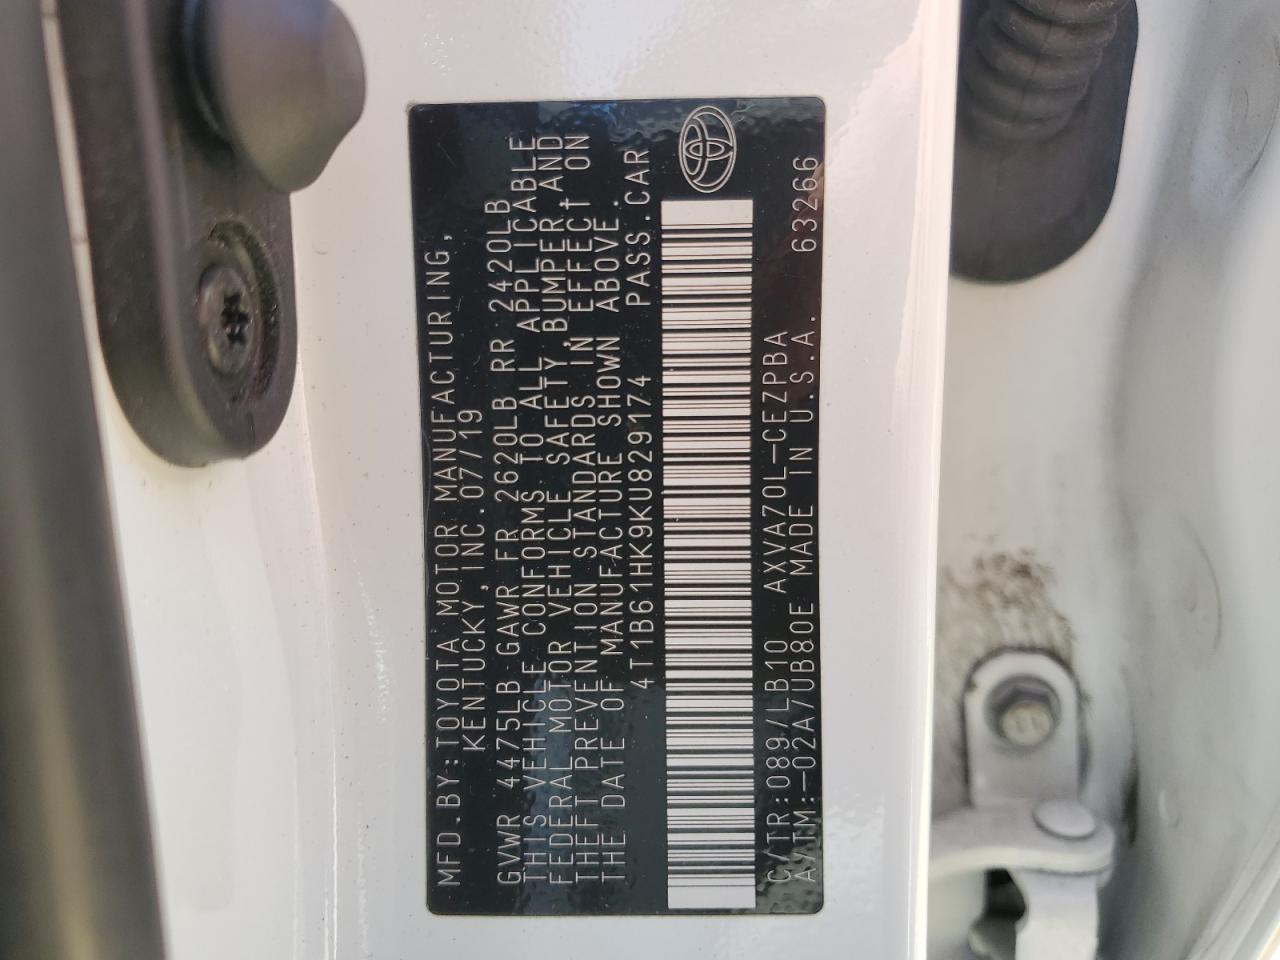 MFD.BY:TOYOTA MOTOR MANUFACTURING,
KENTUCKY,INC.07/19
GVWR 4475LB GAWR FR 2620LB RR 2420LB
THIS VEHICLE CONFORMS TO ALL APPLICABLE
FEDERAL MOTOR VEHICLE SAFETY,BUMPER,AND
THEFT PREVENTION STANDARDS IN EFFECT ON
THE DATE OF MANUFACTURE SHOWN ABOVE.
4T1B61HK9KU829174 PASS.CAR
C/TR:089/LB10 AXVA70L-CEZPBA
A/TM:-02A/UB80E MADE IN U.S.A. 63266